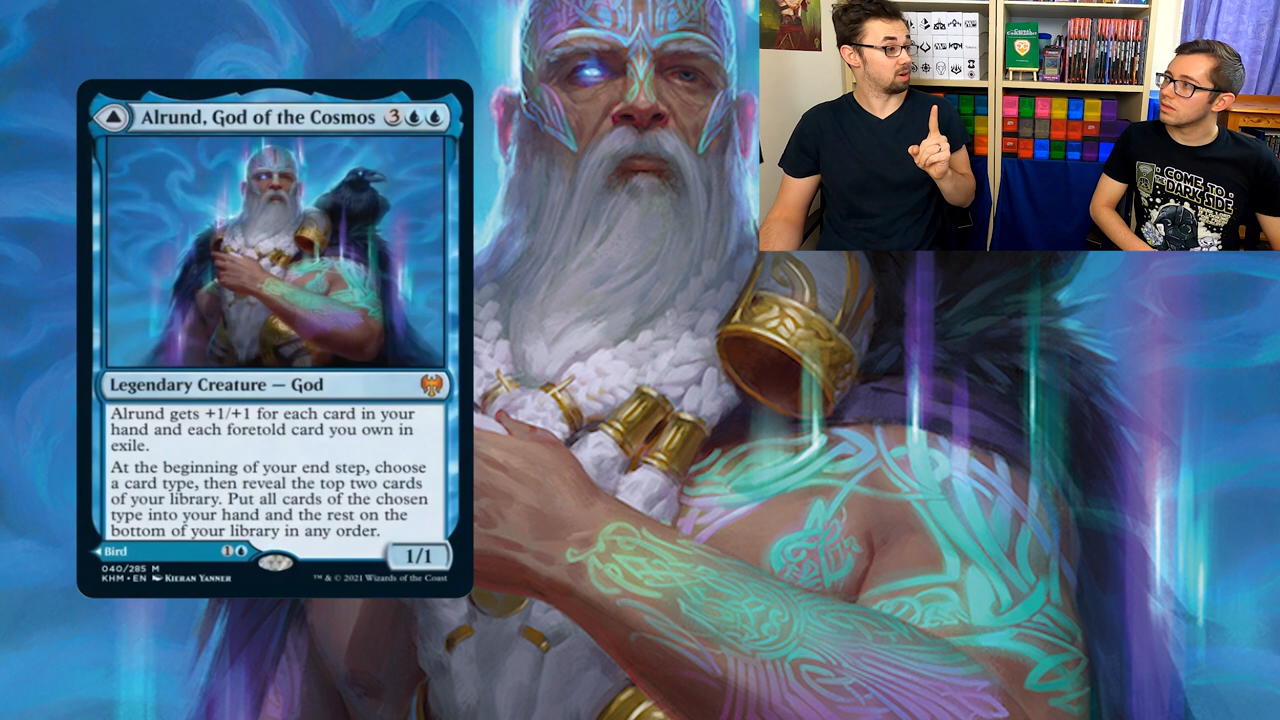 Alrund, God of the Cosmos 3
Legendary Creature — God
Alrund gets +1/+1 for each card in your
hand and each foretold card you own in
exile.
At the beginning of your end step, choose
a card type, then reveal the top two cards
of your library. Put all cards of the chosen
type into your hand and the rest on the
bottom of your library in any order.
Bird 1
1/1
040/285 M
KHM • EN KIERAN YANNER
™ & © 2021 Wizards of the Coast
COME TO
THE DARK SIDE